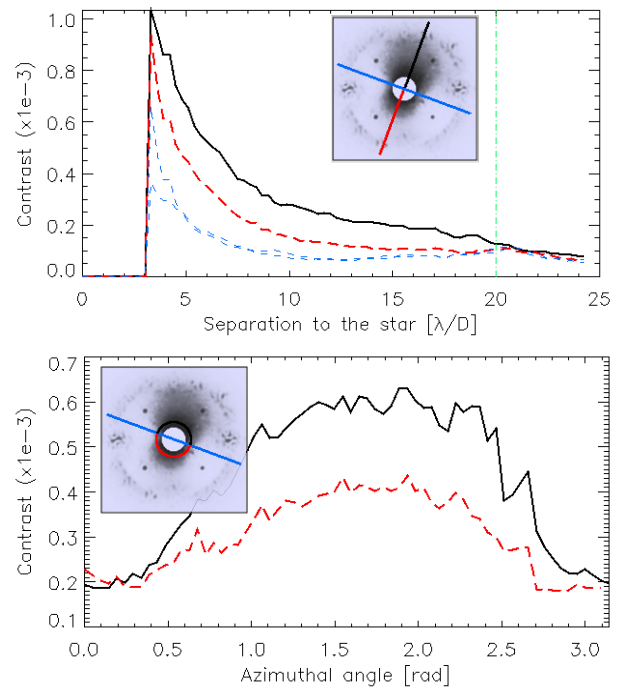 1.0
0.8
0.6
0.4
0.2
0.0
Contrast (x1e-3)
0 5 10 15 20 25
Separation to the star [λ/D]
0.7
0.6
0.5
0.4
0.3
0.2
0.1
Contrast (x1e-3)
0.0 0.5 1.0 1.5 2.0 2.5 3.0
Azimuthal angle [rad]